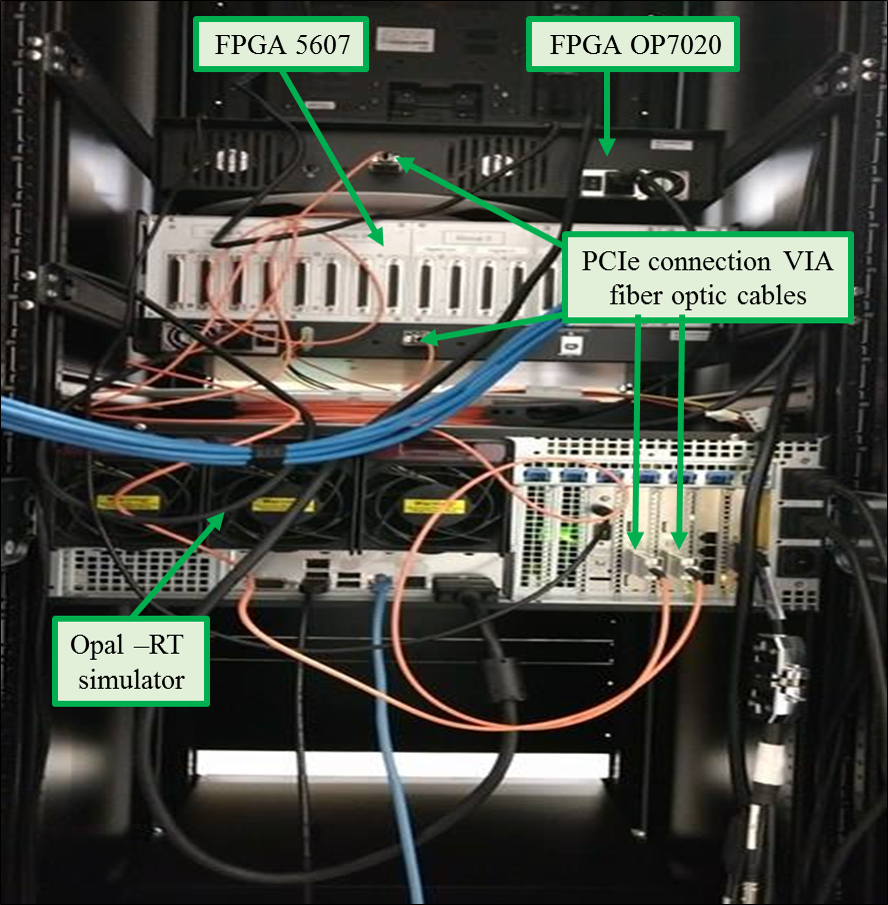 FPGA 5607
FPGA OP7020
PCIe connection VIA
fiber optic cables
Opal –RT
simulator